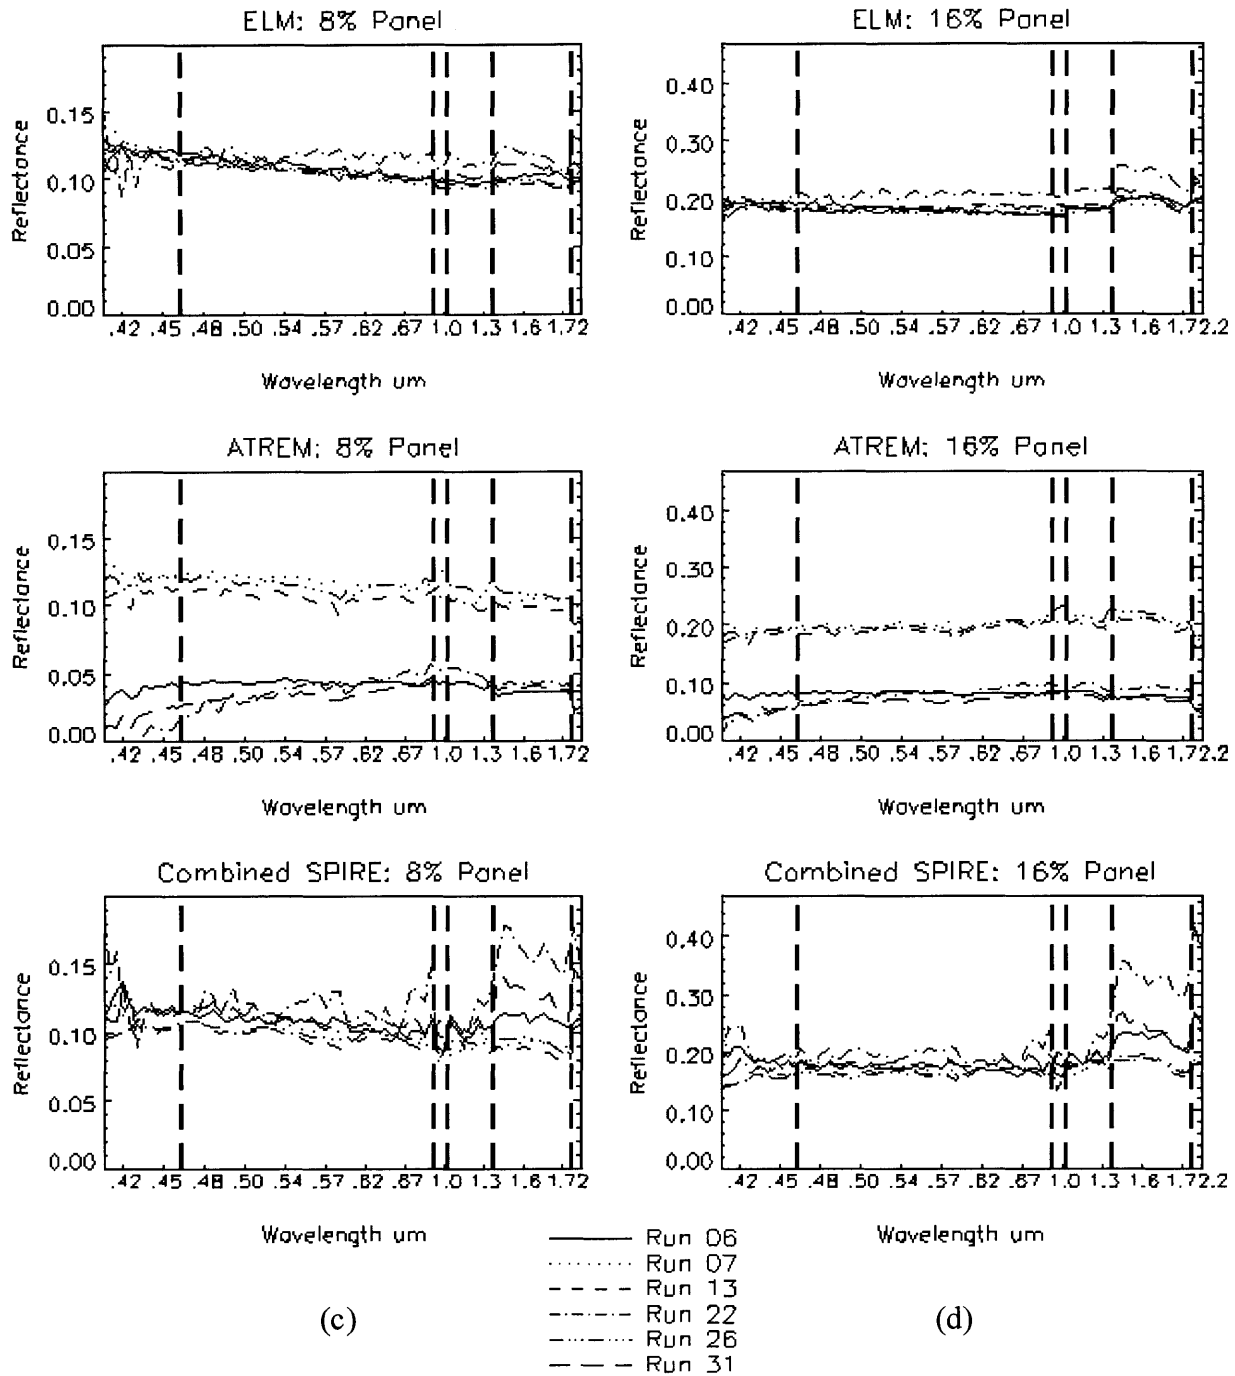 ELM: 8% Panel
ELM: 16% Panel
Reflectance
0.15
0.10
0.05
0.00
.42 .45 .48 .50 .54 .57 .62 .67 1.0 1.3 1.6 1.72
Wavelength um
Reflectance
0.40
0.30
0.20
0.10
0.00
.42 .45 .48 .50 .54 .57 .62 .67 1.0 1.3 1.6 1.72 2.2
Wavelength um
ATREM: 8% Panel
ATREM: 16% Panel
Reflectance
0.15
0.10
0.05
0.00
.42 .45 .48 .50 .54 .57 .62 .67 1.0 1.3 1.6 1.72
Wavelength um
Reflectance
0.40
0.30
0.20
0.10
0.00
.42 .45 .48 .50 .54 .57 .62 .67 1.0 1.3 1.6 1.72 2.2
Wavelength um
Combined SPIRE: 8% Panel
Combined SPIRE: 16% Panel
Reflectance
0.15
0.10
0.05
0.00
.42 .45 .48 .50 .54 .57 .62 .67 1.0 1.3 1.6 1.72
Wavelength um
Reflectance
0.40
0.30
0.20
0.10
0.00
.42 .45 .48 .50 .54 .57 .62 .67 1.0 1.3 1.6 1.72 2.2
Wavelength um
Run 06
Run 07
Run 13
Run 22
Run 26
Run 31
(c)
(d)